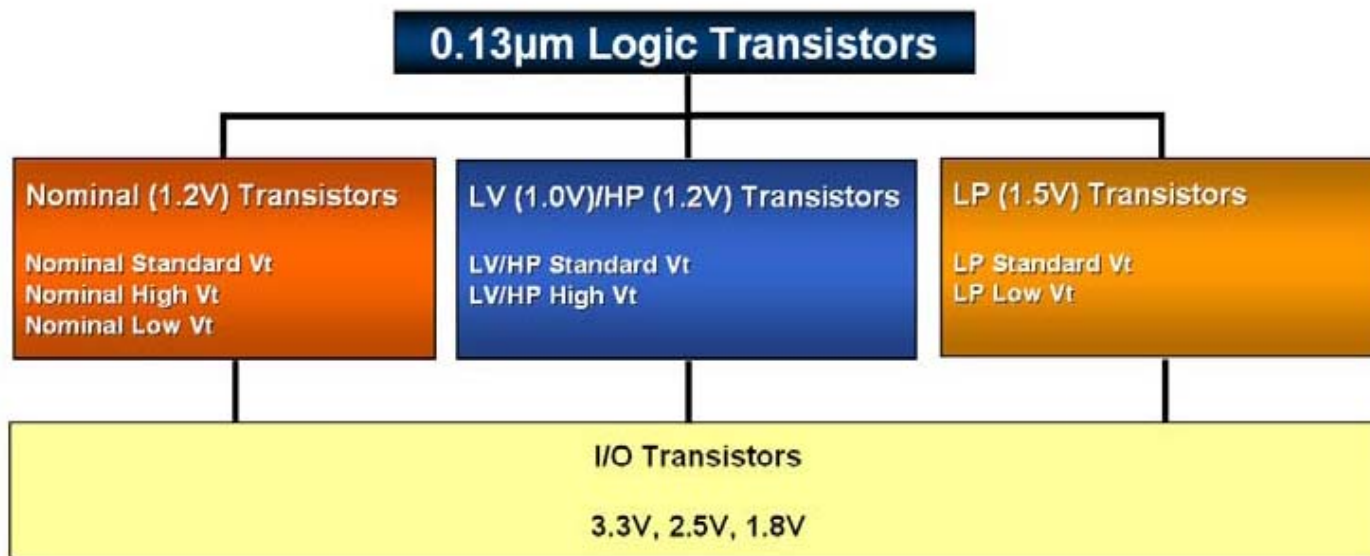 0.13µm Logic Transistors
Nominal (1.2V) Transistors
Nominal Standard Vt
Nominal High Vt
Nominal Low Vt
LV (1.0V)/HP (1.2V) Transistors
LV/HP Standard Vt
LV/HP High Vt
LP (1.5V) Transistors
LP Standard Vt
LP Low Vt
I/O Transistors
3.3V, 2.5V, 1.8V